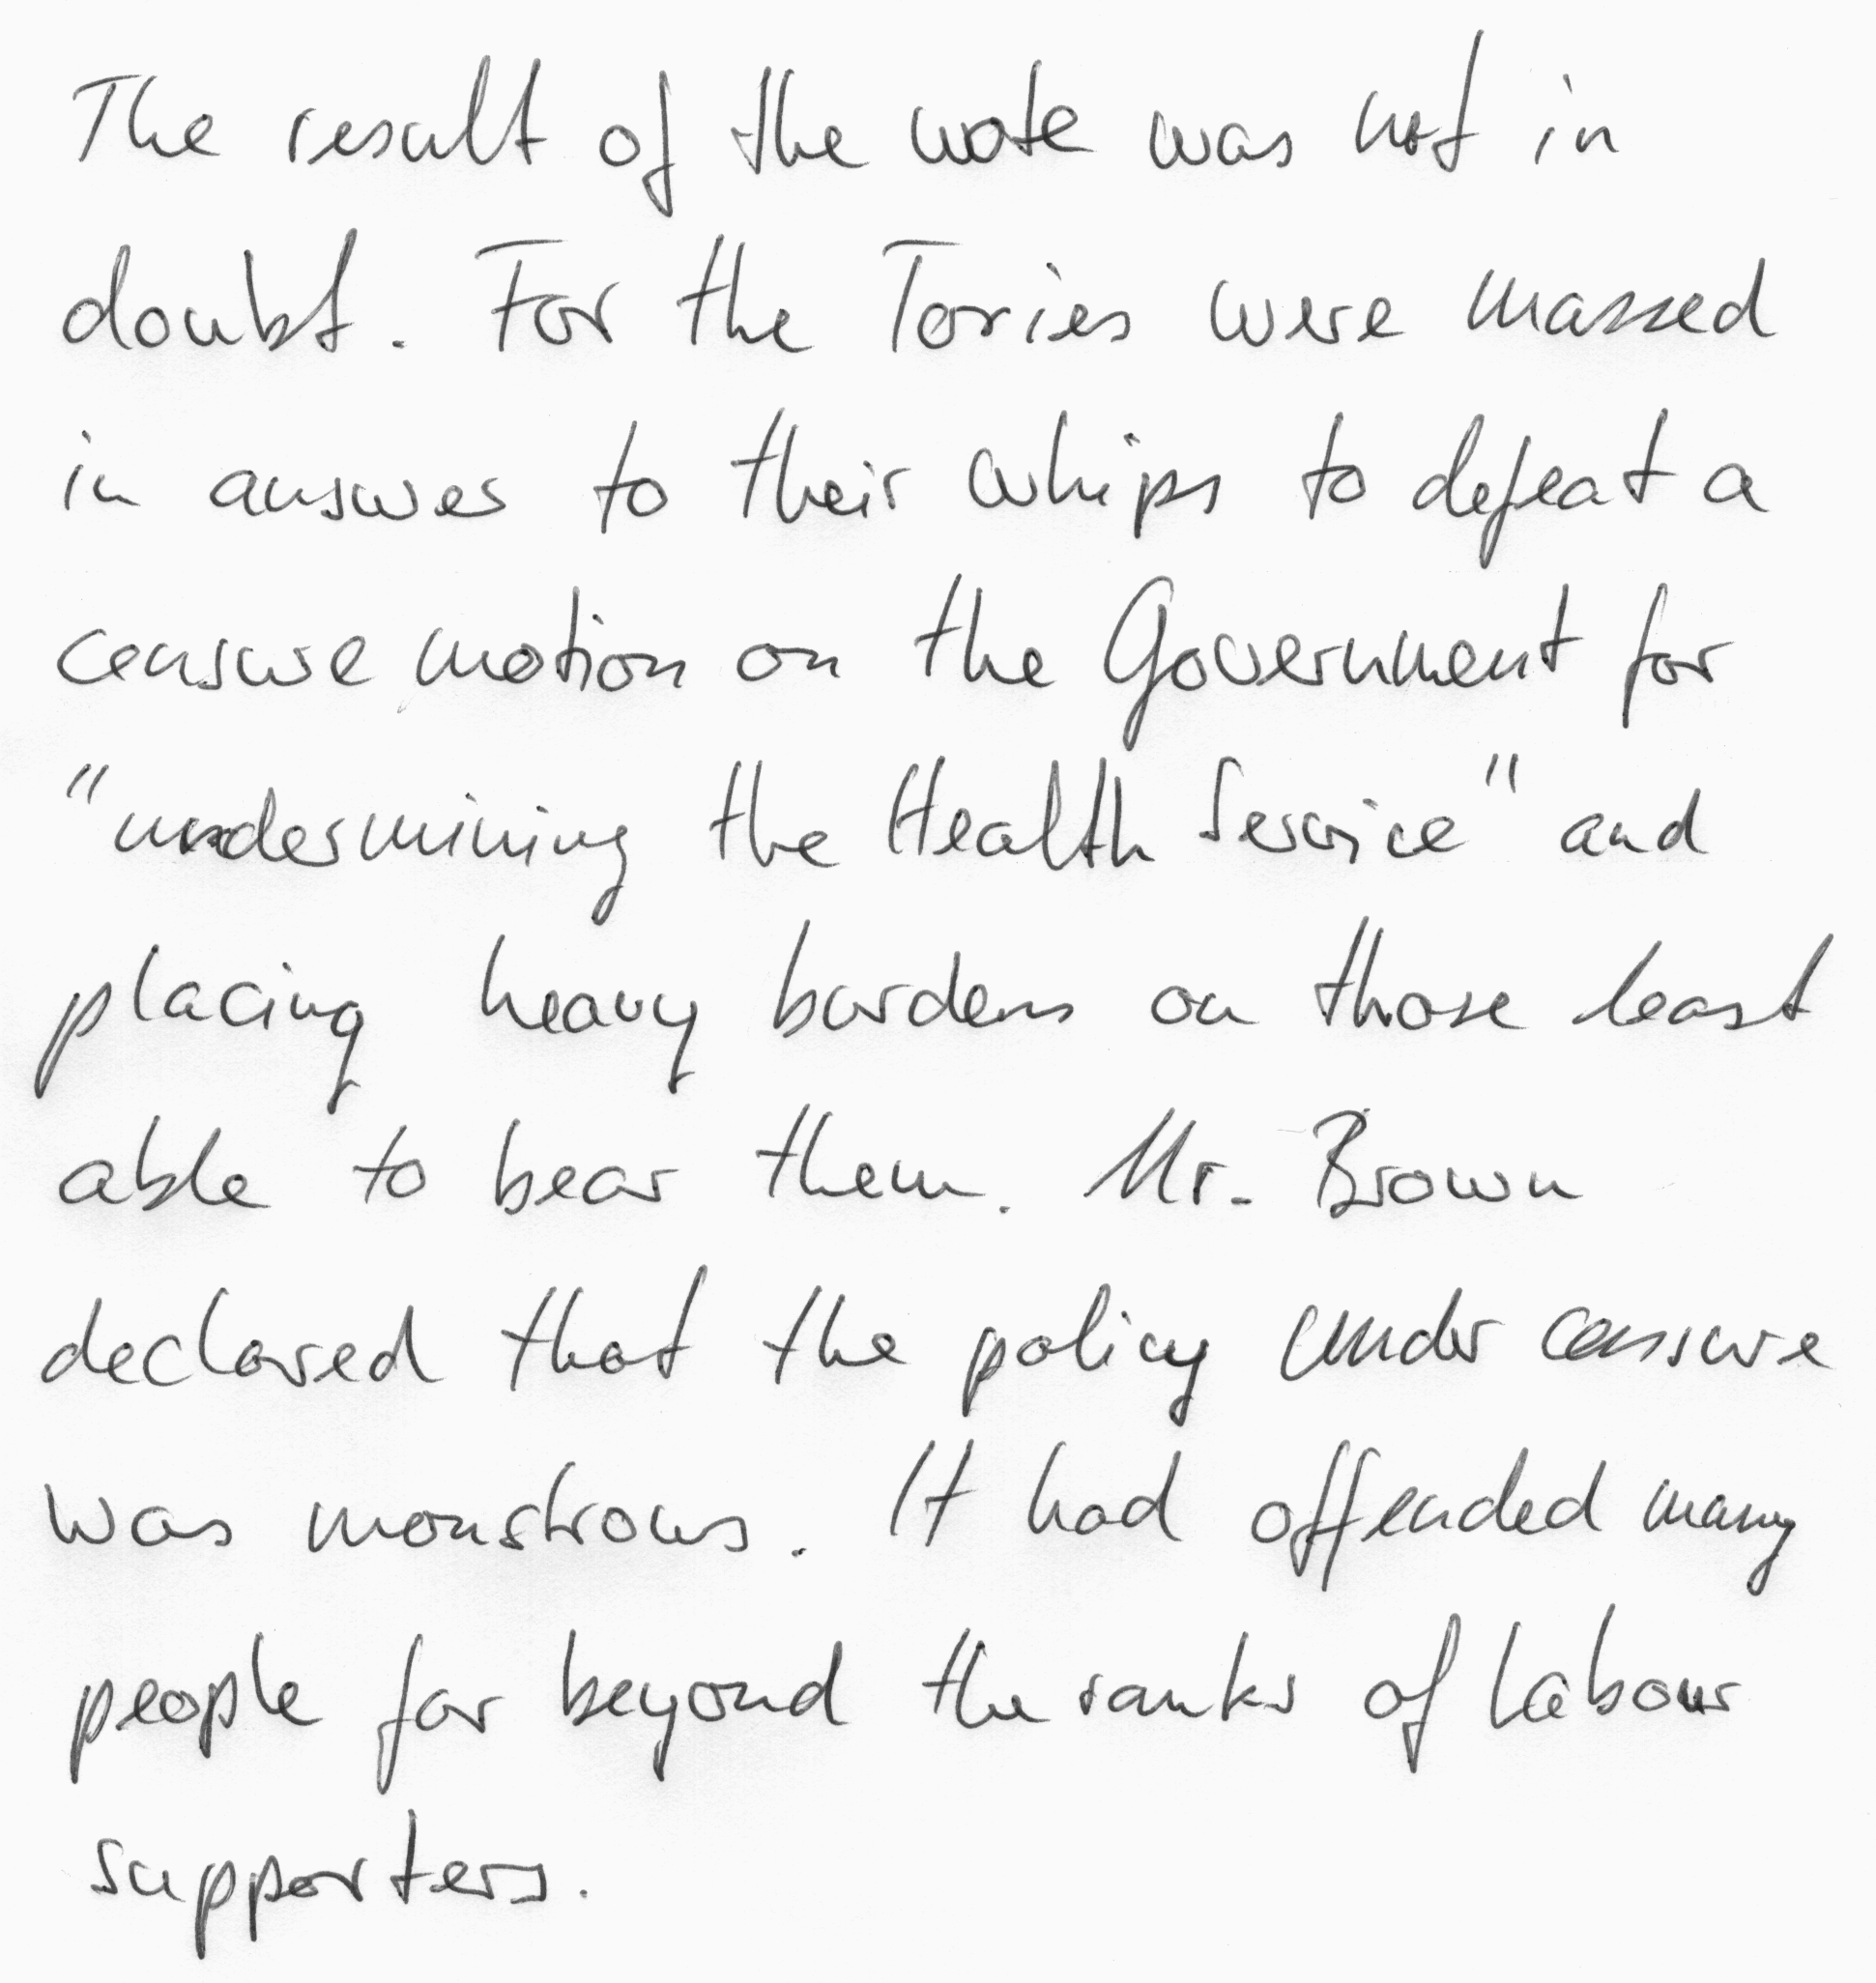 The result of the vote was not in
doubt. For the Tories were massed
in answer to their whips to defeat a
censure motion on the Government for
"undermining the Health Service" and
placing heavy burdens on those least
able to bear them. Mr. Brown
declared that the policy under censure
was monstrous. It had offended many
people far beyond the ranks of Labour
supporters.